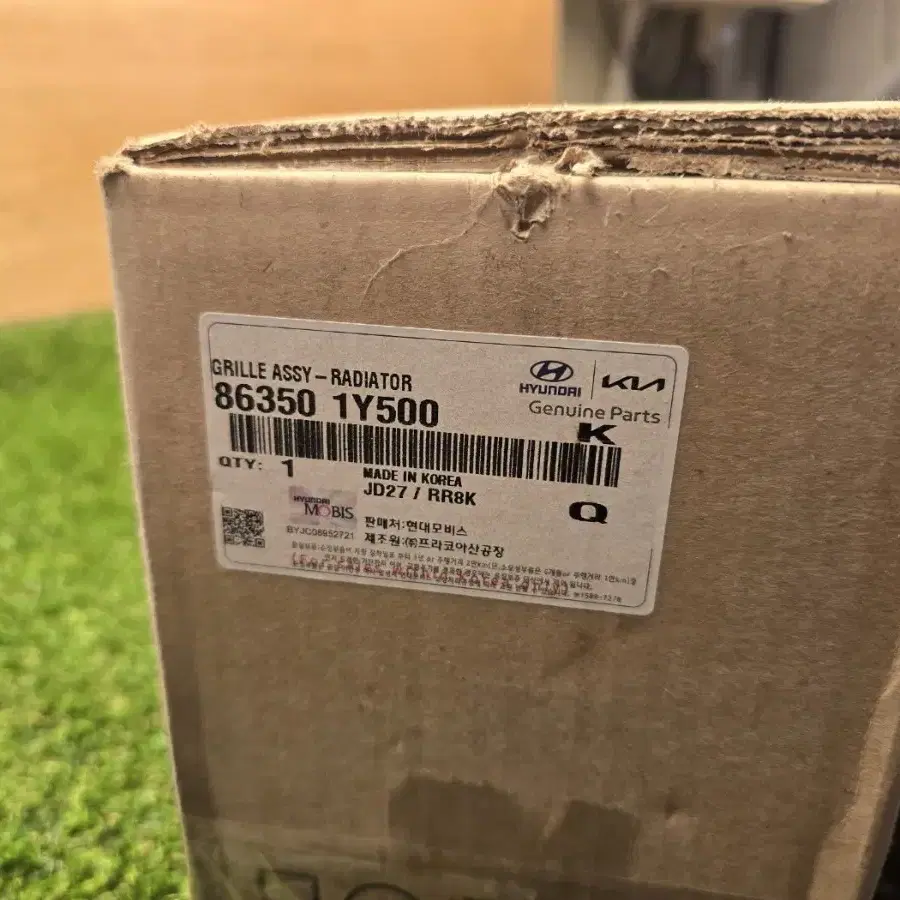 GRILLE ASSY - RADIATOR
86350 1Y500
HYUNDAI
KIA
Genuine Parts
K
QTY: 1
MADE IN KOREA
JD27 / RR8K
Q
HYUNDAI
MOBIS
BYJC08952721
판매처:현대모비스
제조원:㈜프라코아산공장